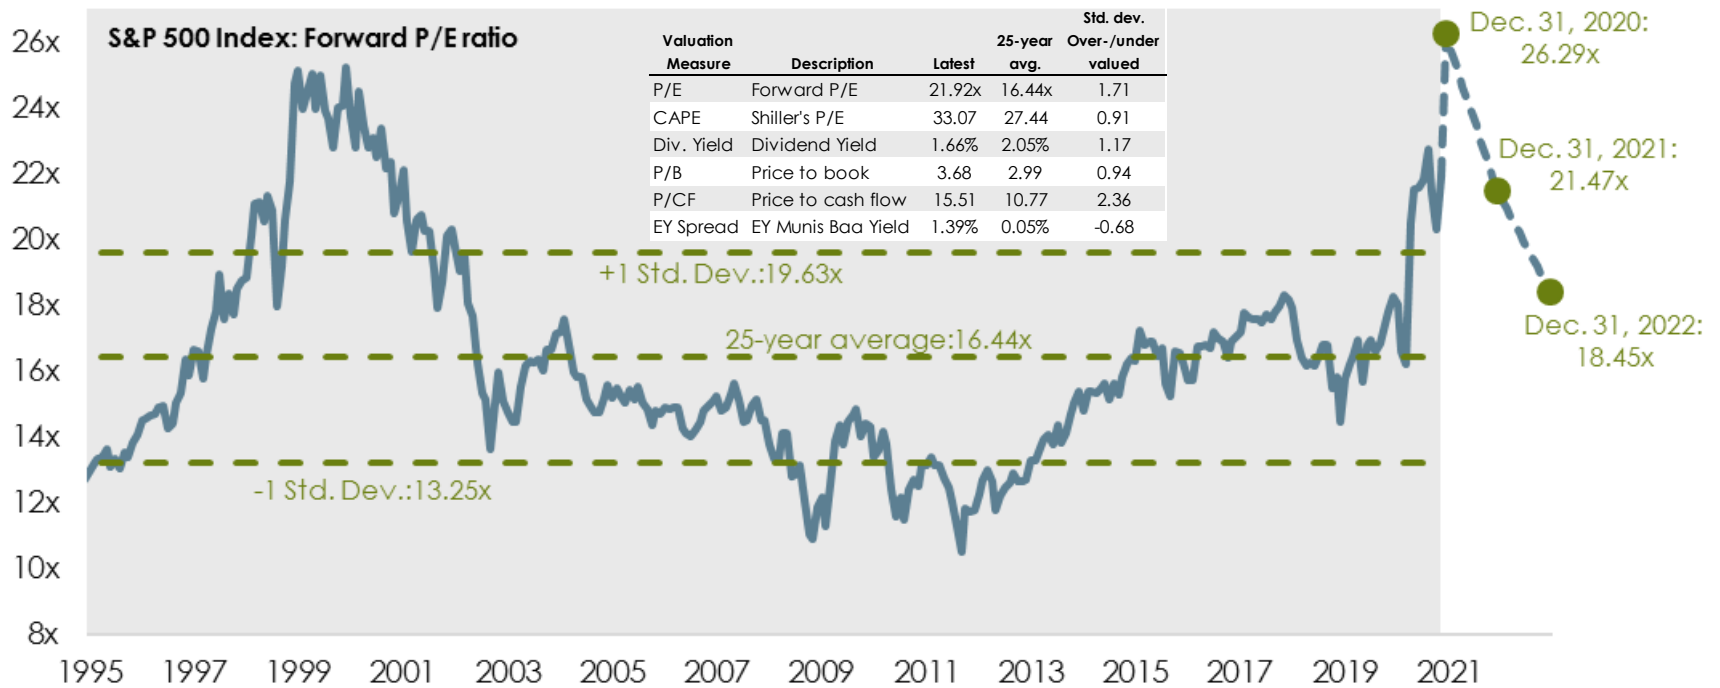 S&P 500 Index: Forward P/E ratio
26x
24x
22x
20x
18x
16x
14x
12x
10x
8x
Valuation Measure Description Latest 25-year avg. Std. dev. Over-/under valued
P/E Forward P/E 21.92x 16.44x 1.71
CAPE Shiller's P/E 33.07 27.44 0.91
Div. Yield Dividend Yield 1.66% 2.05% 1.17
P/B Price to book 3.68 2.99 0.94
P/CF Price to cash flow 15.51 10.77 2.36
EY Spread EY Munis Baa Yield 1.39% 0.05% -0.68
Dec. 31, 2020:
26.29x
Dec. 31, 2021:
21.47x
Dec. 31, 2022:
18.45x
+1 Std. Dev.:19.63x
25-year average:16.44x
-1 Std. Dev.:13.25x
1995 1997 1999 2001 2003 2005 2007 2009 2011 2013 2015 2017 2019 2021